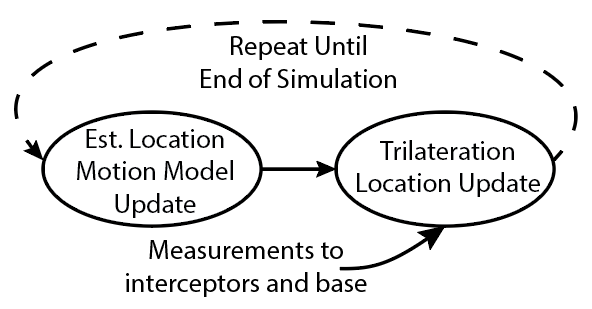 Repeat Until
End of Simulation
Est. Location
Motion Model
Update
Trilateration
Location Update
Measurements to
interceptors and base